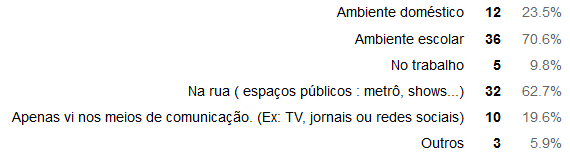 Ambiente doméstico 12 23.5%
Ambiente escolar 36 70.6%
No trabalho 5 9.8%
Na rua ( espaços públicos : metrô, shows...) 32 62.7%
Apenas vi nos meios de comunicação. (Ex: TV, jornais ou redes sociais) 10 19.6%
Outros 3 5.9%